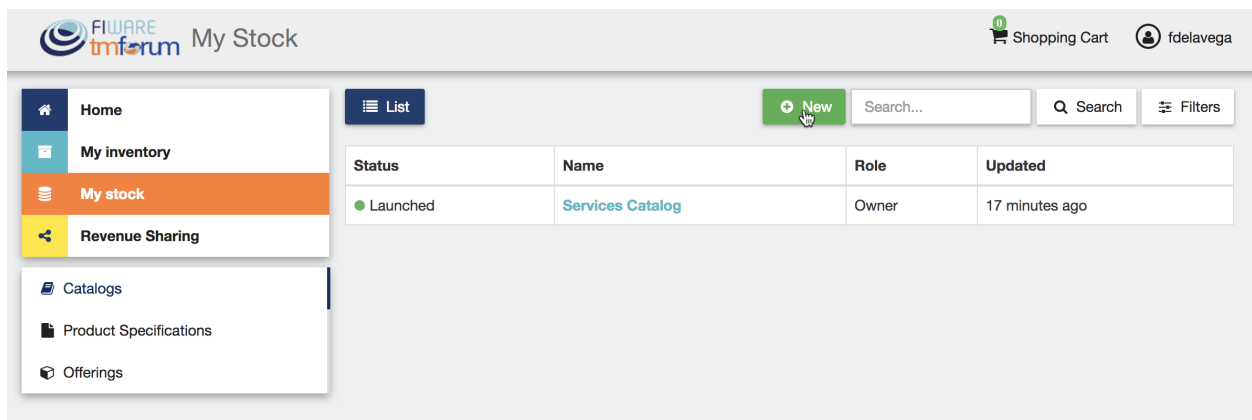 FIWARE
tmforum
My Stock
0
Shopping Cart
fdelavega
Home
My inventory
My stock
Revenue Sharing
Catalogs
Product Specifications
Offerings
List
New
Search...
Search
Filters
Status Name Role Updated
Launched Services Catalog Owner 17 minutes ago